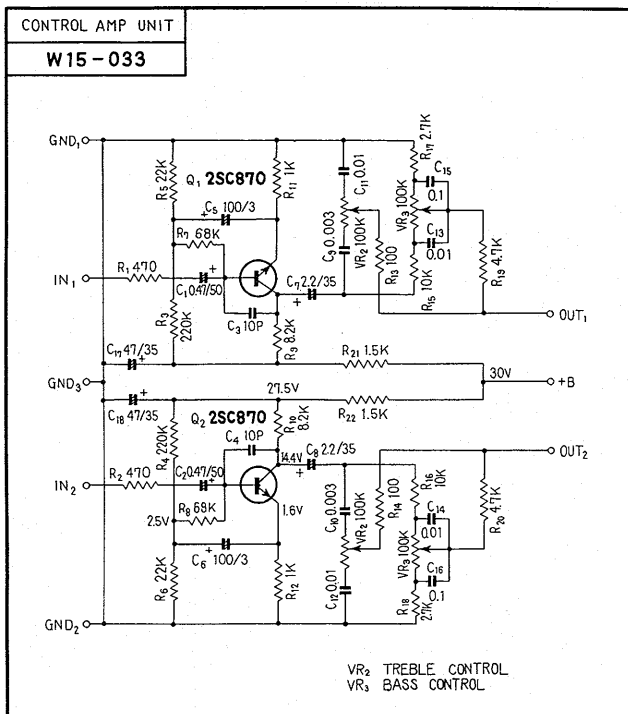 CONTROL AMP UNIT
W15-033
GND₁
R₅ 22K
Q₁ 2SC870
R₁₁ 1K
C₁₁ 0.01
R₁₇ 2.7K
C₁₅
0.1
C₅ 100/3
R₇ 68K
C₉ 0.003
VR₂ 100K
VR₃ 100K
C₁₃
0.01
R₁₃ 100
R₁₅ 10K
R₁₉ 4.7K
IN₁
R₁ 470
C₁ 0.47/50
C₇ 2.2/35
R₃ 220K
C₃ 10P
R₉ 8.2K
OUT₁
C₁₇ 47/35
R₂₁ 1.5K
30V
GND₃
+B
C₁₈ 47/35
27.5V
R₂₂ 1.5K
Q₂ 2SC870
R₁₀ 8.2K
R₄ 220K
C₄ 10P
14.4V
C₈ 2.2/35
OUT₂
IN₂
R₂ 470
C₂ 0.47/50
R₈ 68K
2.5V
1.6V
C₁₀ 0.003
VR₂ 100K
R₁₄ 100
R₁₆ 10K
C₁₄
0.01
R₂₀ 4.7K
VR₃ 100K
C₆ 100/3
R₆ 22K
R₁₂ 1K
C₁₂ 0.01
C₁₆
0.1
R₁₈ 2.7K
GND₂
VR₂ TREBLE CONTROL
VR₃ BASS CONTROL